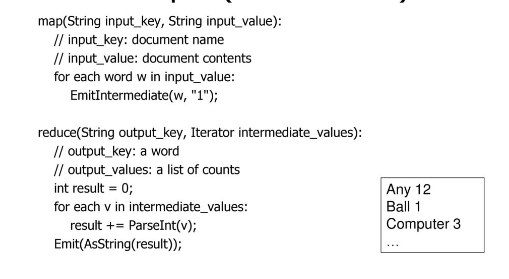 map(String input_key, String input_value):
// input_key: document name
// input_value: document contents
for each word w in input_value:
EmitIntermediate(w, "1");
reduce(String output_key, Iterator intermediate_values):
// output_key: a word
// output_values: a list of counts
int result = 0;
for each v in intermediate_values:
result += ParseInt(v);
Emit(AsString(result));
Any 12
Ball 1
Computer 3
…